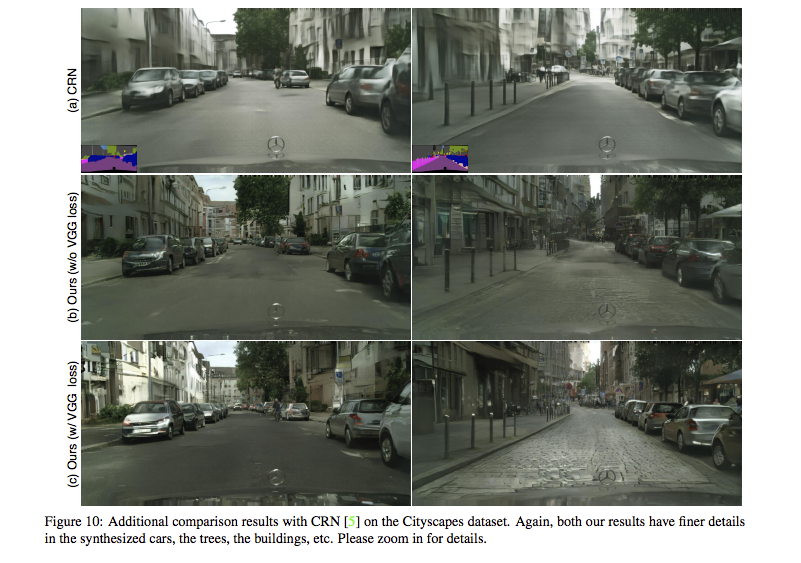 (a) CRN
(b) Ours (w/o VGG loss)
(c) Ours (w/ VGG loss)
Figure 10: Additional comparison results with CRN [5] on the Cityscapes dataset. Again, both our results have finer details
in the synthesized cars, the trees, the buildings, etc. Please zoom in for details.